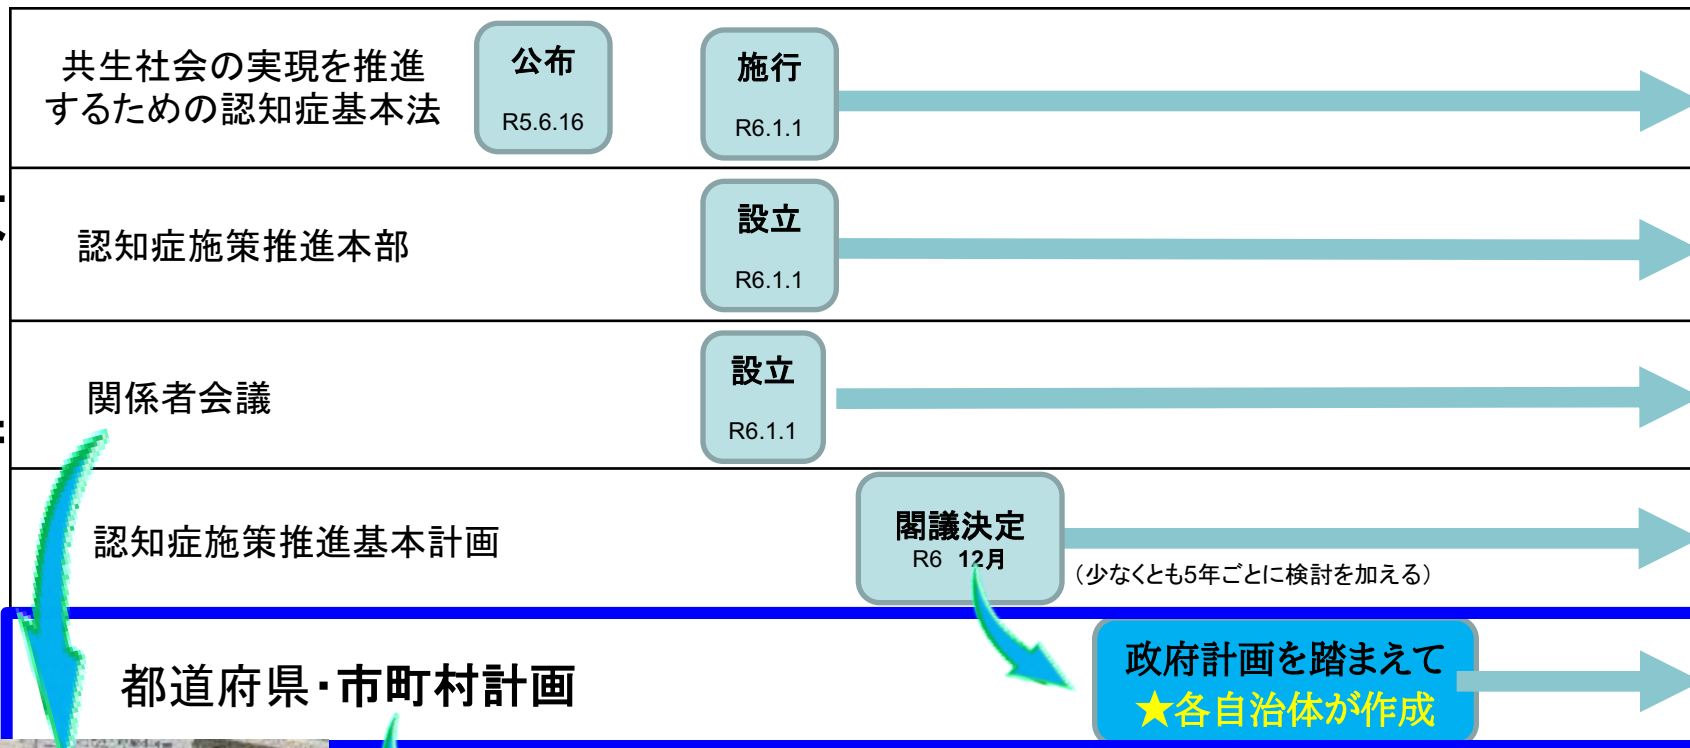 共生社会の実現を推進
するための認知症基本法
公布
R5.6.16
施行
R6.1.1
認知症施策推進本部
設立
R6.1.1
関係者会議
設立
R6.1.1
認知症施策推進基本計画
閣議決定
R6 12月
（少なくとも5年ごとに検討を加える）
都道府県・市町村計画
政府計画を踏まえて
★各自治体が作成